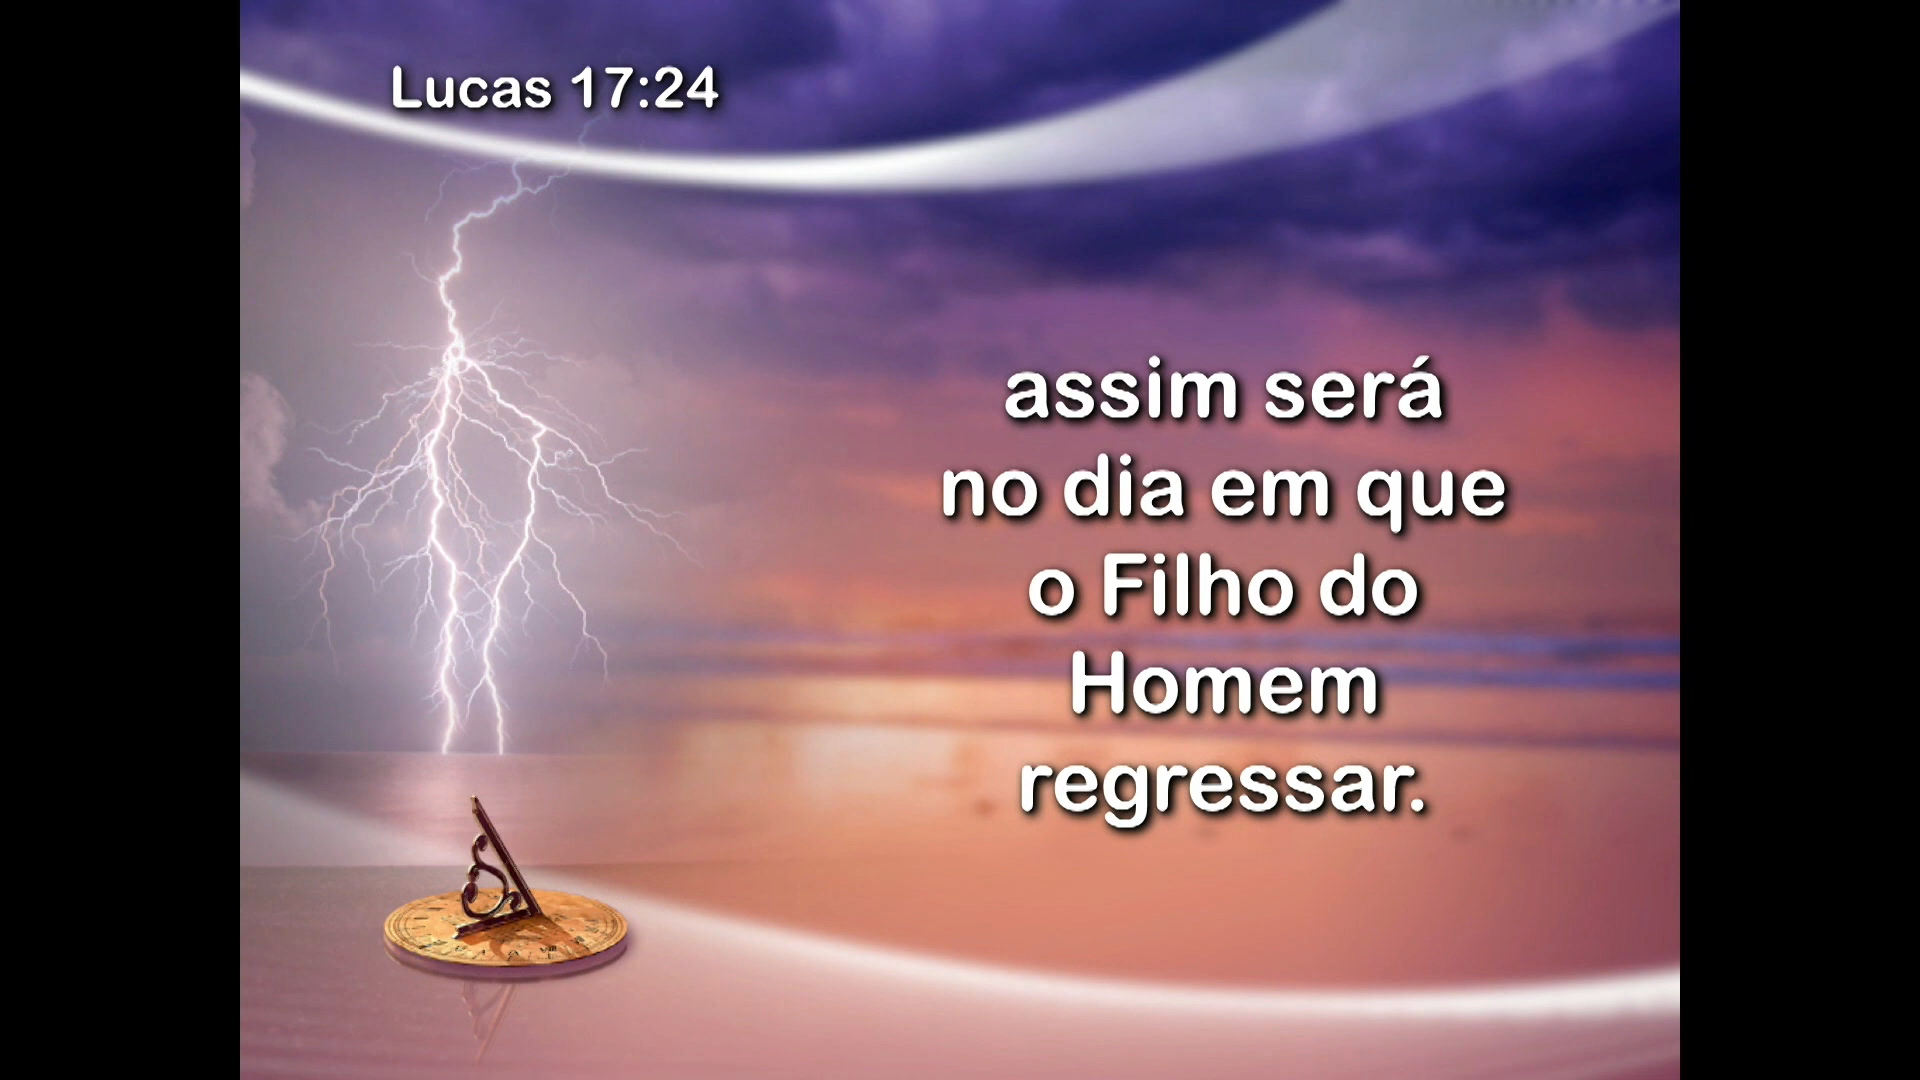 Lucas 17:24
assim será
no dia em que
o Filho do
Homem
regressar.